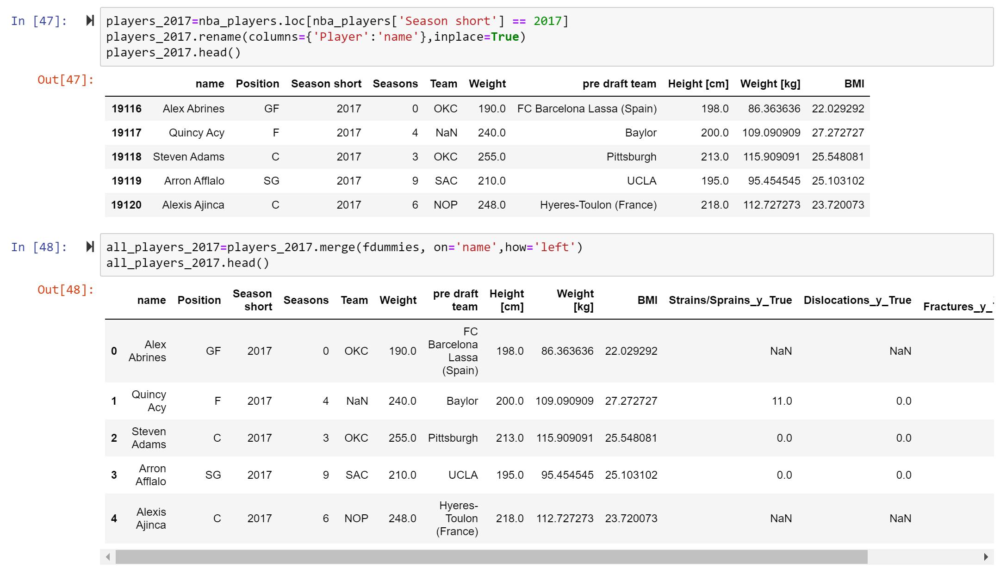 In [47]:
players_2017=nba_players.loc[nba_players['Season short'] == 2017]
players_2017.rename(columns={'Player':'name'},inplace=True)
players_2017.head()
Out[47]:
name Position Season short Seasons Team Weight pre draft team Height [cm] Weight [kg] BMI
19116 Alex Abrines GF 2017 0 OKC 190.0 FC Barcelona Lassa (Spain) 198.0 86.363636 22.029292
19117 Quincy Acy F 2017 4 NaN 240.0 Baylor 200.0 109.090909 27.272727
19118 Steven Adams C 2017 3 OKC 255.0 Pittsburgh 213.0 115.909091 25.548081
19119 Arron Afflalo SG 2017 9 SAC 210.0 UCLA 195.0 95.454545 25.103102
19120 Alexis Ajinca C 2017 6 NOP 248.0 Hyeres-Toulon (France) 218.0 112.727273 23.720073
In [48]:
all_players_2017=players_2017.merge(fdummies, on='name',how='left')
all_players_2017.head()
Out[48]:
name Position Season short Seasons Team Weight pre draft team Height [cm] Weight [kg] BMI Strains/Sprains_y_True Dislocations_y_True Fractures_y_
0 Alex Abrines GF 2017 0 OKC 190.0 FC Barcelona Lassa (Spain) 198.0 86.363636 22.029292 NaN NaN
1 Quincy Acy F 2017 4 NaN 240.0 Baylor 200.0 109.090909 27.272727 11.0 0.0
2 Steven Adams C 2017 3 OKC 255.0 Pittsburgh 213.0 115.909091 25.548081 0.0 0.0
3 Arron Afflalo SG 2017 9 SAC 210.0 UCLA 195.0 95.454545 25.103102 0.0 0.0
4 Alexis Ajinca C 2017 6 NOP 248.0 Hyeres-Toulon (France) 218.0 112.727273 23.720073 NaN NaN